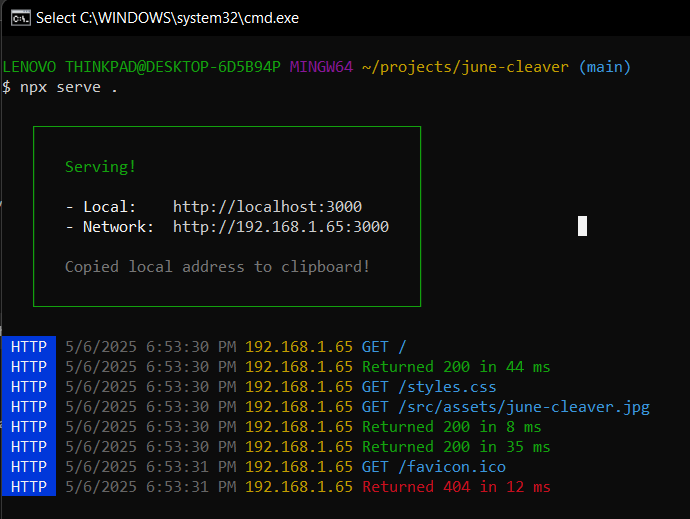 Select C:\WINDOWS\system32\cmd.exe
LENOVO THINKPAD@DESKTOP-6D5B94P MINGW64 ~/projects/june-cleaver (main)
$ npx serve .
Serving!
- Local: http://localhost:3000
- Network: http://192.168.1.65:3000
Copied local address to clipboard!
HTTP 5/6/2025 6:53:30 PM 192.168.1.65 GET /
HTTP 5/6/2025 6:53:30 PM 192.168.1.65 Returned 200 in 44 ms
HTTP 5/6/2025 6:53:30 PM 192.168.1.65 GET /styles.css
HTTP 5/6/2025 6:53:30 PM 192.168.1.65 GET /src/assets/june-cleaver.jpg
HTTP 5/6/2025 6:53:30 PM 192.168.1.65 Returned 200 in 8 ms
HTTP 5/6/2025 6:53:30 PM 192.168.1.65 Returned 200 in 35 ms
HTTP 5/6/2025 6:53:31 PM 192.168.1.65 GET /favicon.ico
HTTP 5/6/2025 6:53:31 PM 192.168.1.65 Returned 404 in 12 ms